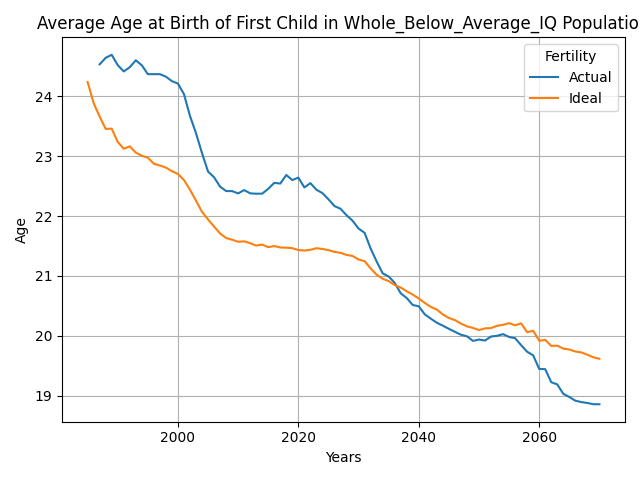 Average Age at Birth of First Child in Whole_Below_Average_IQ Populatio
Fertility
Actual
Ideal
24
23
22
21
20
19
Age
2000
2020
2040
2060
Years